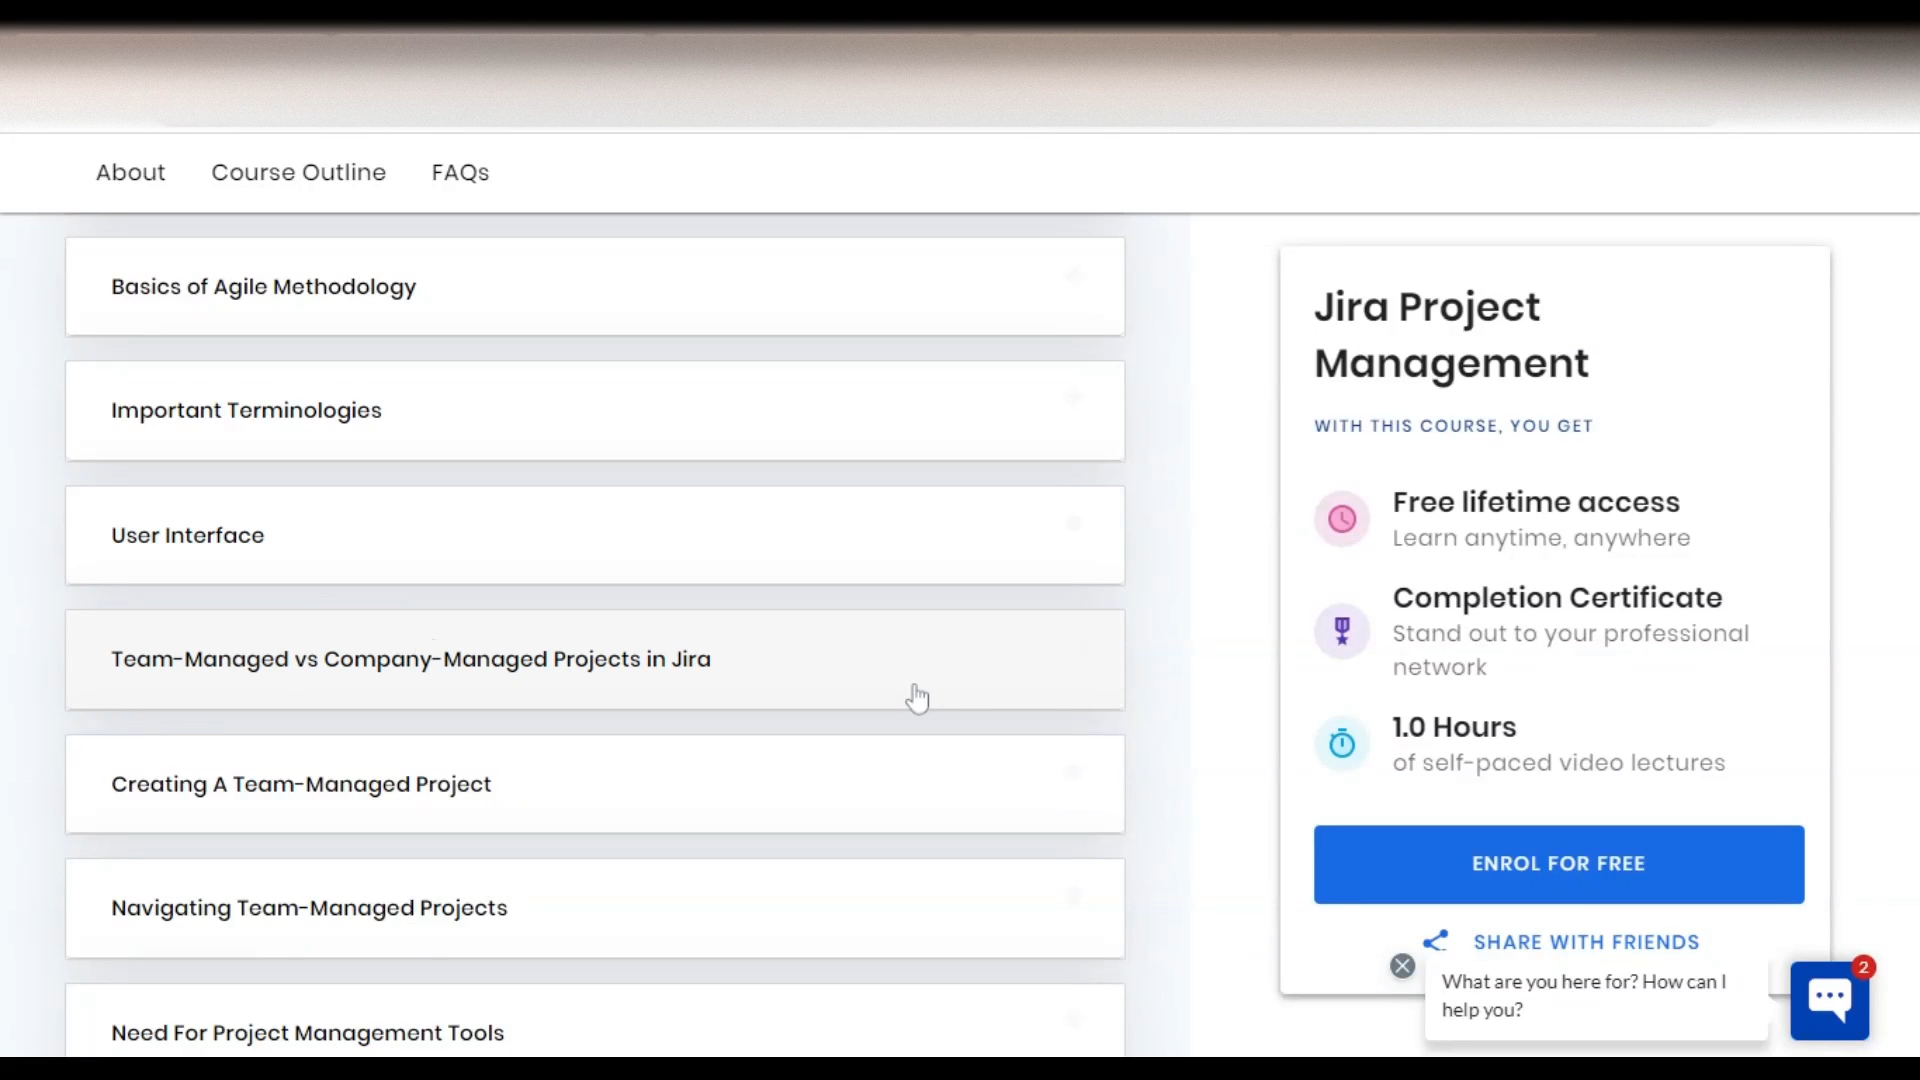 About
Course Outline
FAQs
Basics of Agile Methodology
Important Terminologies
User Interface
Team-Managed vs Company-Managed Projects in Jira
Creating A Team-Managed Project
Navigating Team-Managed Projects
Need For Project Management Tools
Jira Project
Management
WITH THIS COURSE, YOU GET
Free lifetime access
Learn anytime, anywhere
Completion Certificate
Stand out to your professional
network
1.0 Hours
of self-paced video lectures
ENROL FOR FREE
SHARE WITH FRIENDS
What are you here for? How can I
help you?
2